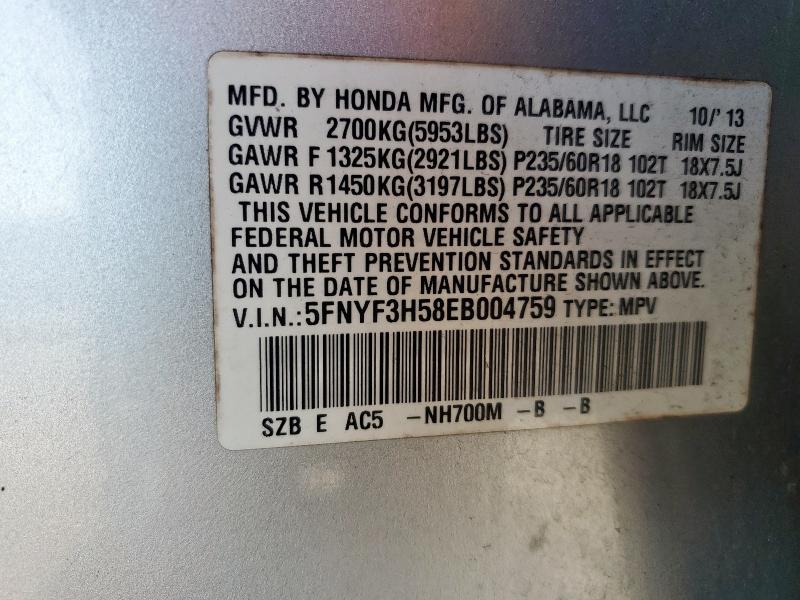 MFD. BY HONDA MFG. OF ALABAMA, LLC 10/'13
GVWR 2700KG(5953LBS) TIRE SIZE RIM SIZE
GAWR F 1325KG(2921LBS) P235/60R18 102T 18X7.5J
GAWR R1450KG(3197LBS) P235/60R18 102T 18X7.5J
THIS VEHICLE CONFORMS TO ALL APPLICABLE
FEDERAL MOTOR VEHICLE SAFETY
AND THEFT PREVENTION STANDARDS IN EFFECT
ON THE DATE OF MANUFACTURE SHOWN ABOVE.
V.I.N.:5FNYF3H58EB004759 TYPE: MPV
SZB E AC5 -NH700M -B -B